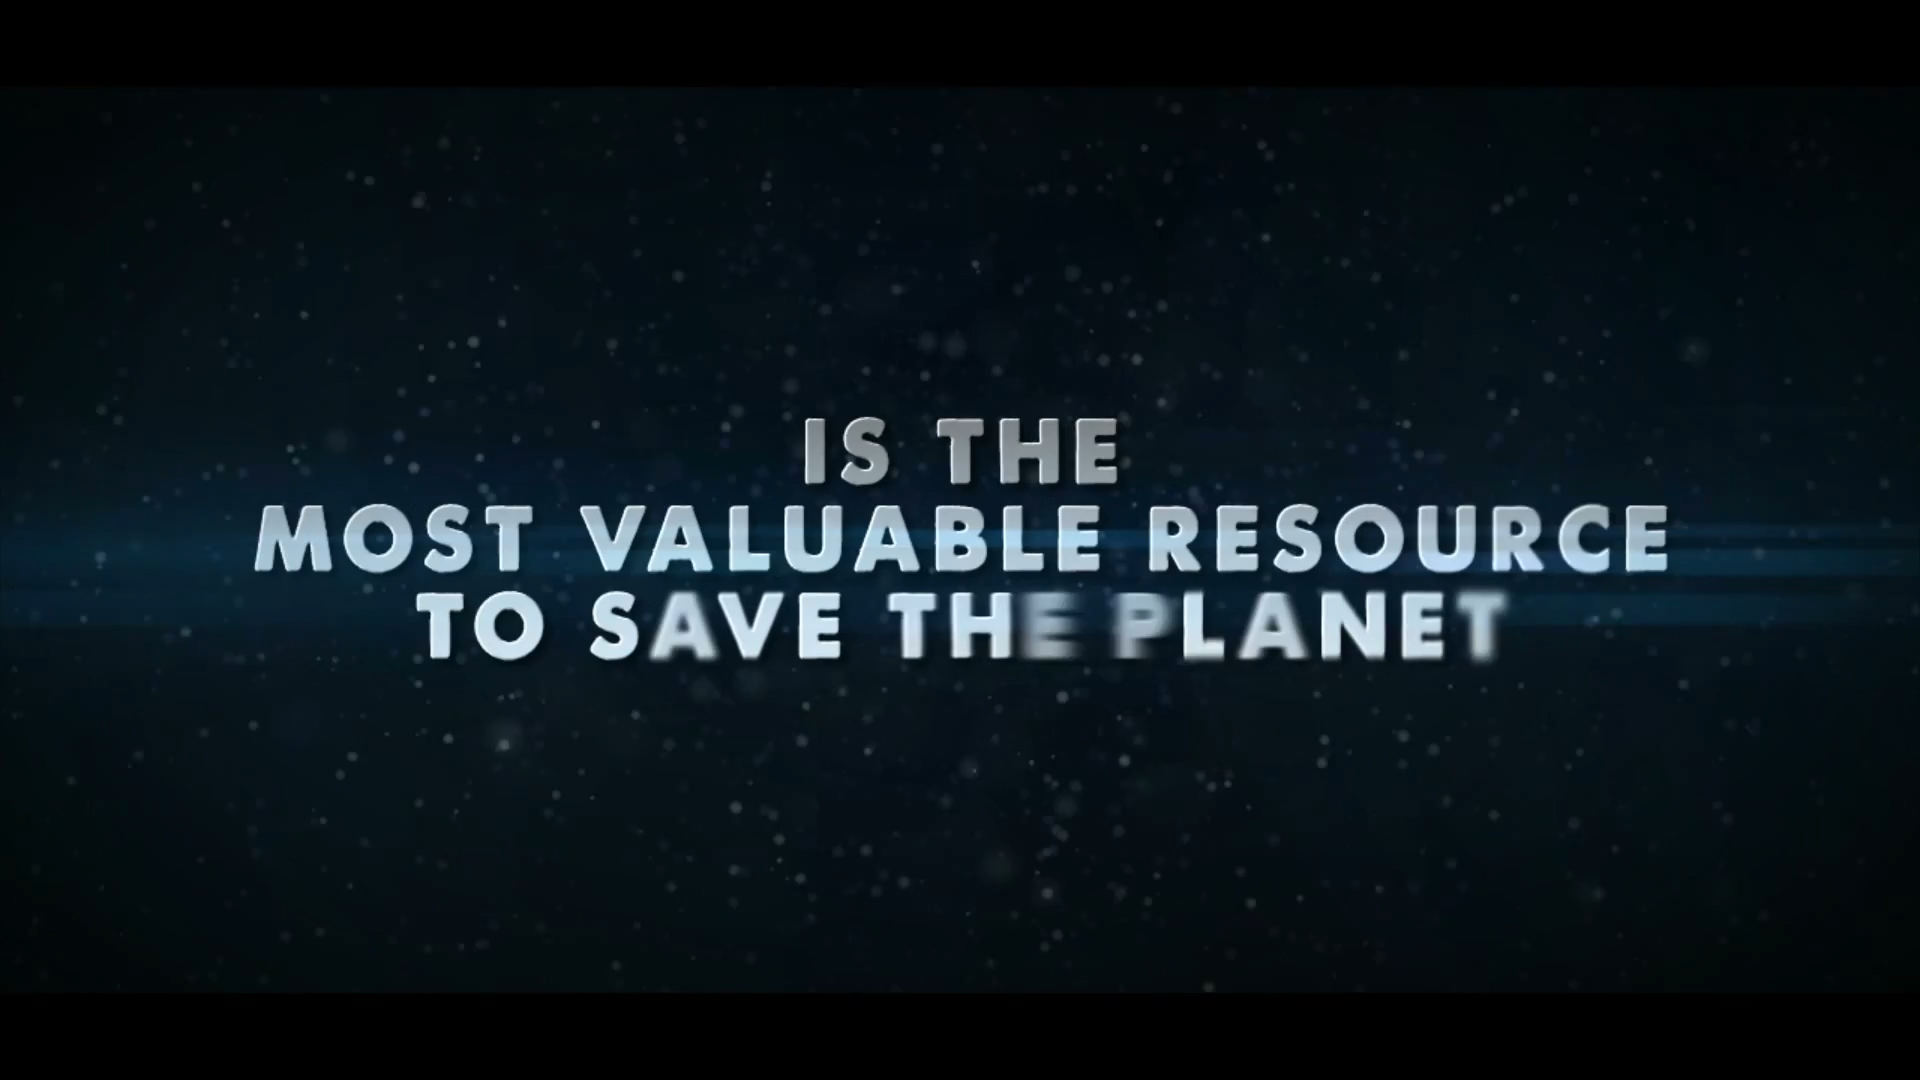 IS THE
MOST VALUABLE RESOURCE
TO SAVE THE PLANET